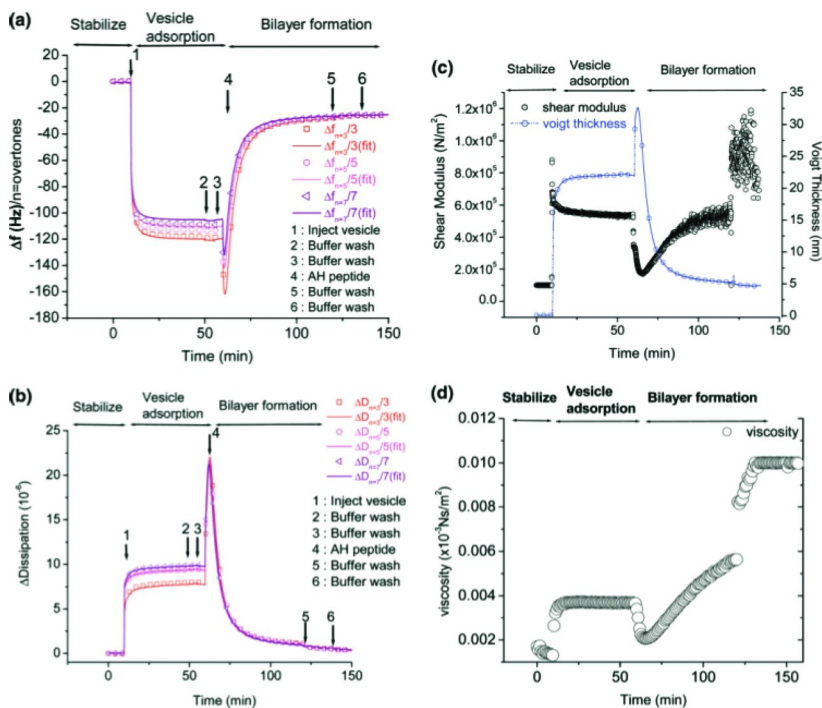 (a)
Stabilize
Vesicle
adsorption
Bilayer formation
20
0
-20
-40
-60
-80
-100
-120
-140
-160
-180
Δf (Hz)/n=overtones
1
2
3
4
5
6
Δf n=3/3
Δf n=3/3(fit)
Δf n=5/5
Δf n=5/5(fit)
Δf n=7/7
Δf n=7/7(fit)
1 : Inject vesicle
2 : Buffer wash
3 : Buffer wash
4 : AH peptide
5 : Buffer wash
6 : Buffer wash
0 50 100 150
Time (min)
(b)
Stabilize
Vesicle
adsorption
Bilayer formation
25
20
15
10
5
0
ΔDissipation (10-6)
1
2
3
4
5
6
ΔD n=3/3
ΔD n=3/3(fit)
ΔD n=5/5
ΔD n=5/5(fit)
ΔD n=7/7
ΔD n=7/7(fit)
1 : Inject vesicle
2 : Buffer wash
3 : Buffer wash
4 : AH peptide
5 : Buffer wash
6 : Buffer wash
0 50 100 150
Time (min)
(c)
Stabilize
Vesicle
adsorption
Bilayer formation
shear modulus
voigt thickness
1.2x10⁶
1.0x10⁶
8.0x10⁵
6.0x10⁵
4.0x10⁵
2.0x10⁵
0.0
Shear Modulus (N/m²)
35
30
25
20
15
10
5
0
Voigt Thickness (nm)
0 50 100 150
Time (min)
(d)
Stabilize
Vesicle
adsorption
Bilayer formation
viscosity
0.010
0.008
0.006
0.004
0.002
viscosity (x10-3Ns/m²)
0 50 100 150
Time (min)